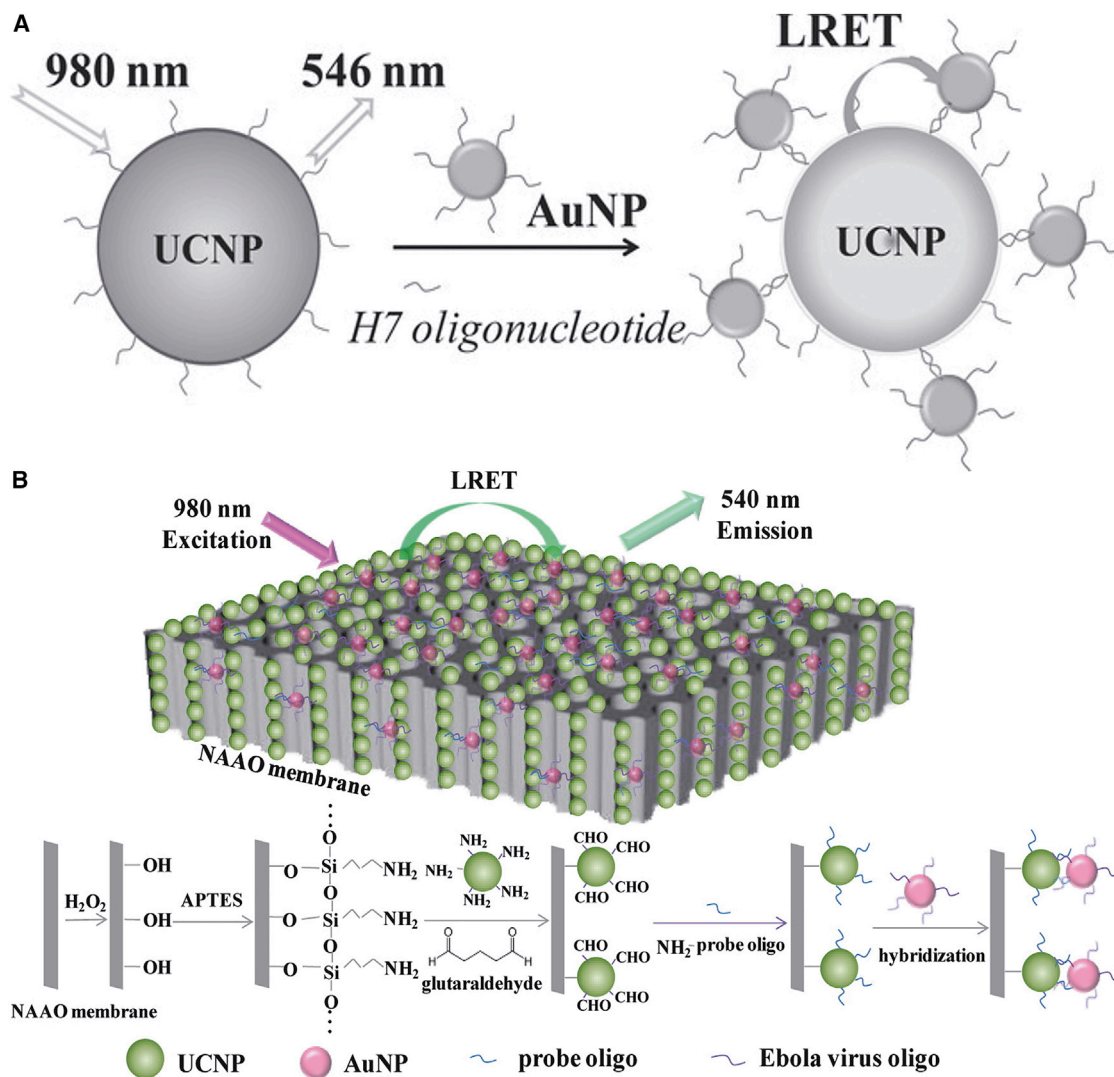 A
980 nm
546 nm
UCNP
AuNP
H7 oligonucleotide
LRET
UCNP
B
LRET
980 nm
Excitation
540 nm
Emission
NAAO membrane
H₂O₂
OH
OH
OH
NAAO membrane
APTES
O
O
Si
NH₂
O
O
Si
NH₂
O
O
Si
NH₂
O
NH₂
NH₂
NH₂
NH₂
NH₂
O
O
H
H
glutaraldehyde
CHO
CHO
CHO
CHO
CHO
CHO
CHO
CHO
NH₂- probe oligo
hybridization
UCNP
AuNP
probe oligo
Ebola virus oligo